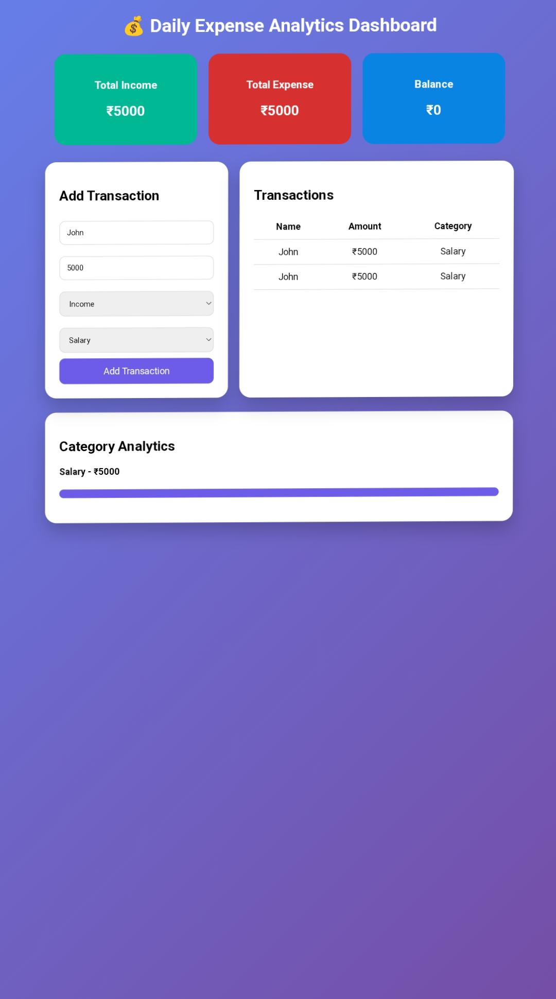 💰 Daily Expense Analytics Dashboard
Total Income
₹5000
Total Expense
₹5000
Balance
₹0
Add Transaction
John
5000
Income
Salary
Add Transaction
Transactions
Name Amount Category
John ₹5000 Salary
John ₹5000 Salary
Category Analytics
Salary - ₹5000